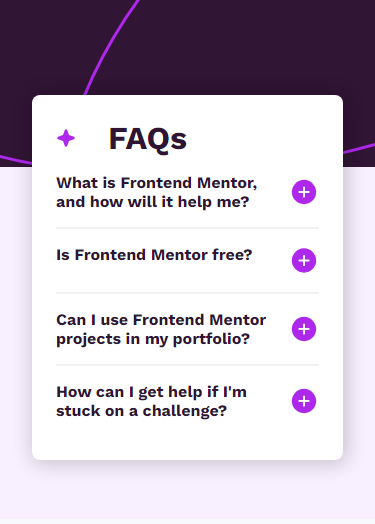 FAQs
What is Frontend Mentor,
and how will it help me?
Is Frontend Mentor free?
Can I use Frontend Mentor
projects in my portfolio?
How can I get help if I'm
stuck on a challenge?